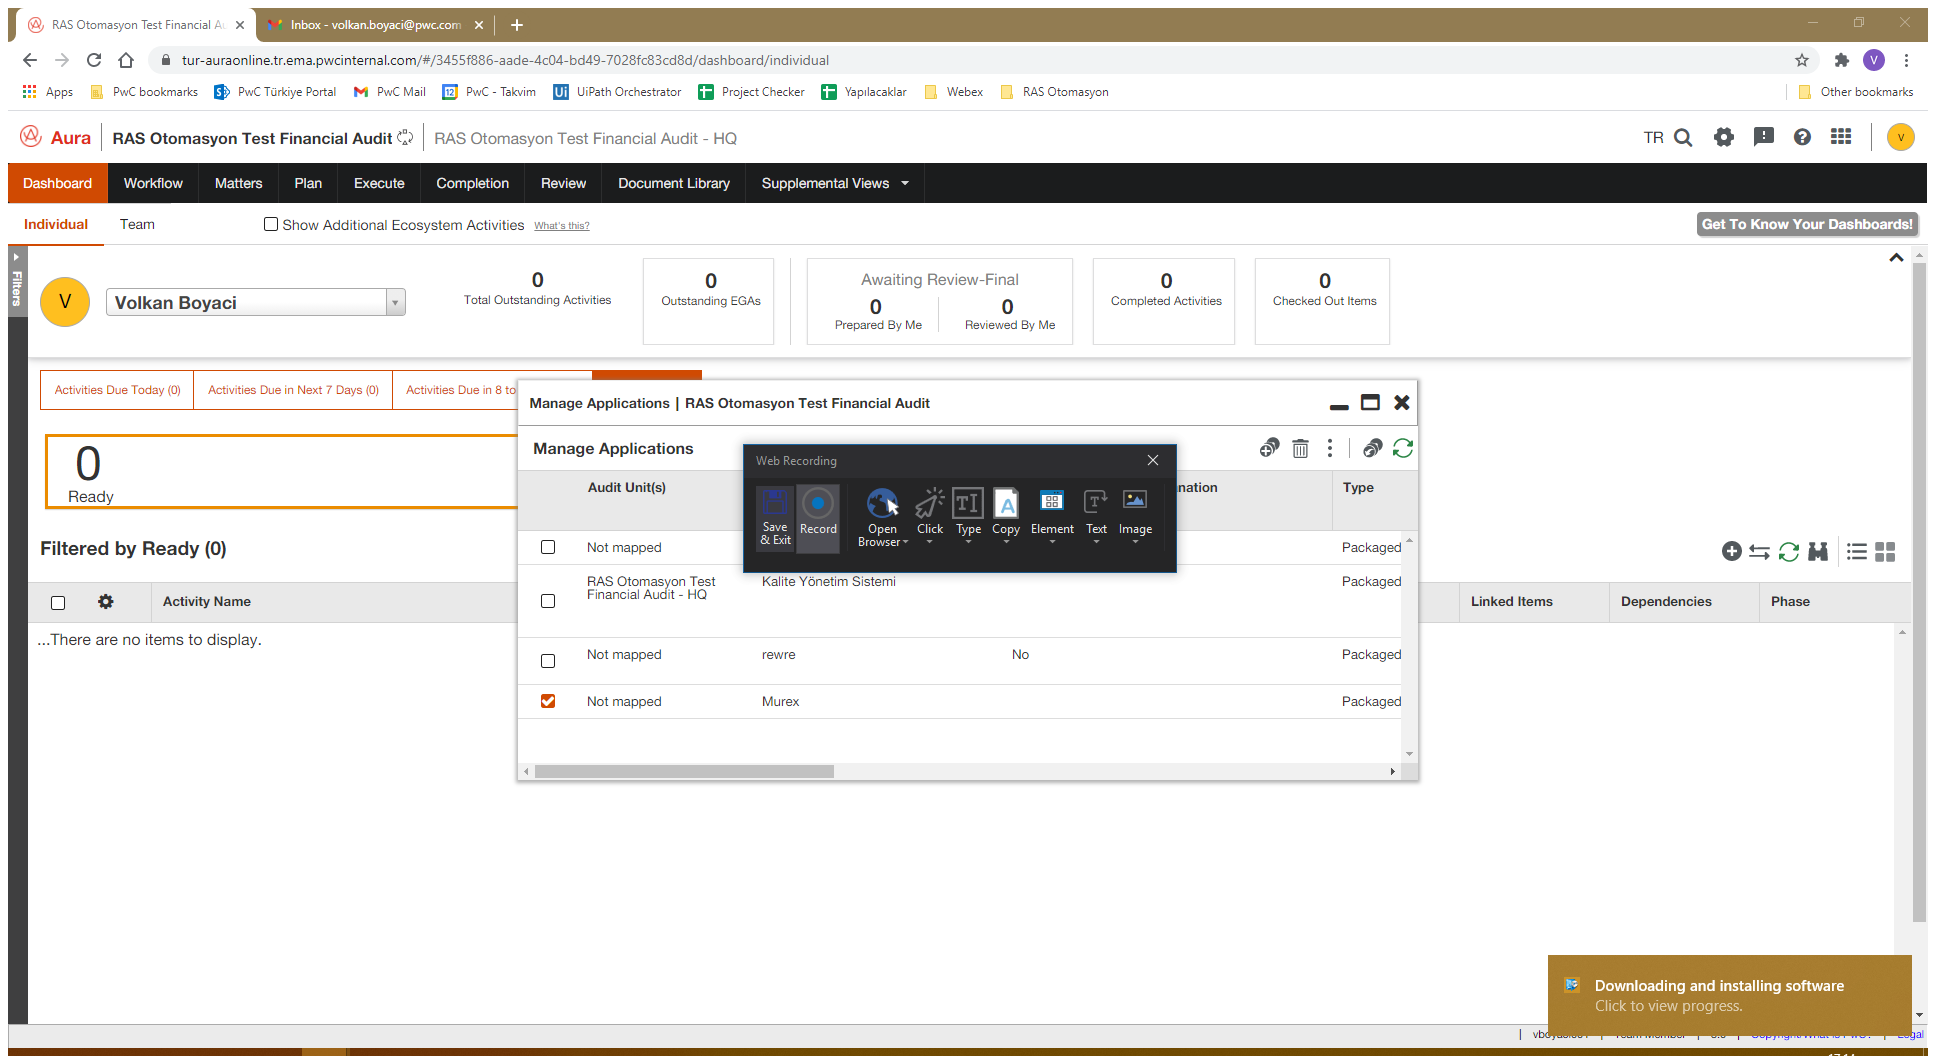 RAS Otomasyon Test Financial Au
Inbox - volkan.boyaci@pwc.com
tur-auraonline.tr.ema.pwcinternal.com/#/3455f886-aade-4c04-bd49-7028fc83cd8d/dashboard/individual
V
Apps
PwC bookmarks
PwC Türkiye Portal
PwC Mail
12
PwC - Takvim
Ui
UiPath Orchestrator
Project Checker
Yapılacaklar
Webex
RAS Otomasyon
Other bookmarks
Aura
RAS Otomasyon Test Financial Audit
RAS Otomasyon Test Financial Audit - HQ
TR
V
Dashboard
Workflow
Matters
Plan
Execute
Completion
Review
Document Library
Supplemental Views
Individual
Team
Show Additional Ecosystem Activities
What's this?
Get To Know Your Dashboards!
Filters
V
Volkan Boyaci
0
Total Outstanding Activities
0
Outstanding EGAs
Awaiting Review-Final
0
Prepared By Me
0
Reviewed By Me
0
Completed Activities
0
Checked Out Items
Activities Due Today (0)
Activities Due in Next 7 Days (0)
Activities Due in 8 to
0
Ready
Manage Applications | RAS Otomasyon Test Financial Audit
Manage Applications
Audit Unit(s)
nation
Type
Web Recording
Save
& Exit
Record
Open
Browser
Click
Type
Copy
Element
Text
Image
Not mapped
Packaged
RAS Otomasyon Test
Financial Audit - HQ
Kalite Yönetim Sistemi
Packaged
Not mapped
rewre
No
Packaged
Not mapped
Murex
Packaged
Filtered by Ready (0)
Activity Name
Linked Items
Dependencies
Phase
...There are no items to display.
Downloading and installing software
Click to view progress.